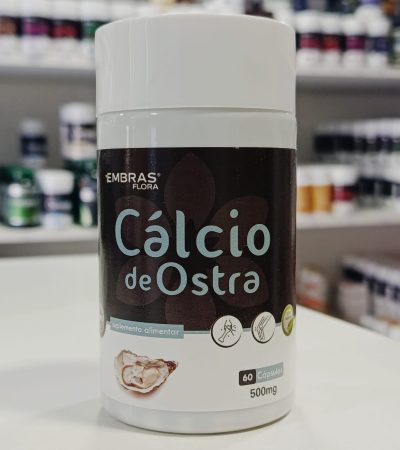 EMBRAS®
FLORA
Cálcio
de Ostra
suplemento alimentar
60 Cápsulas
500mg